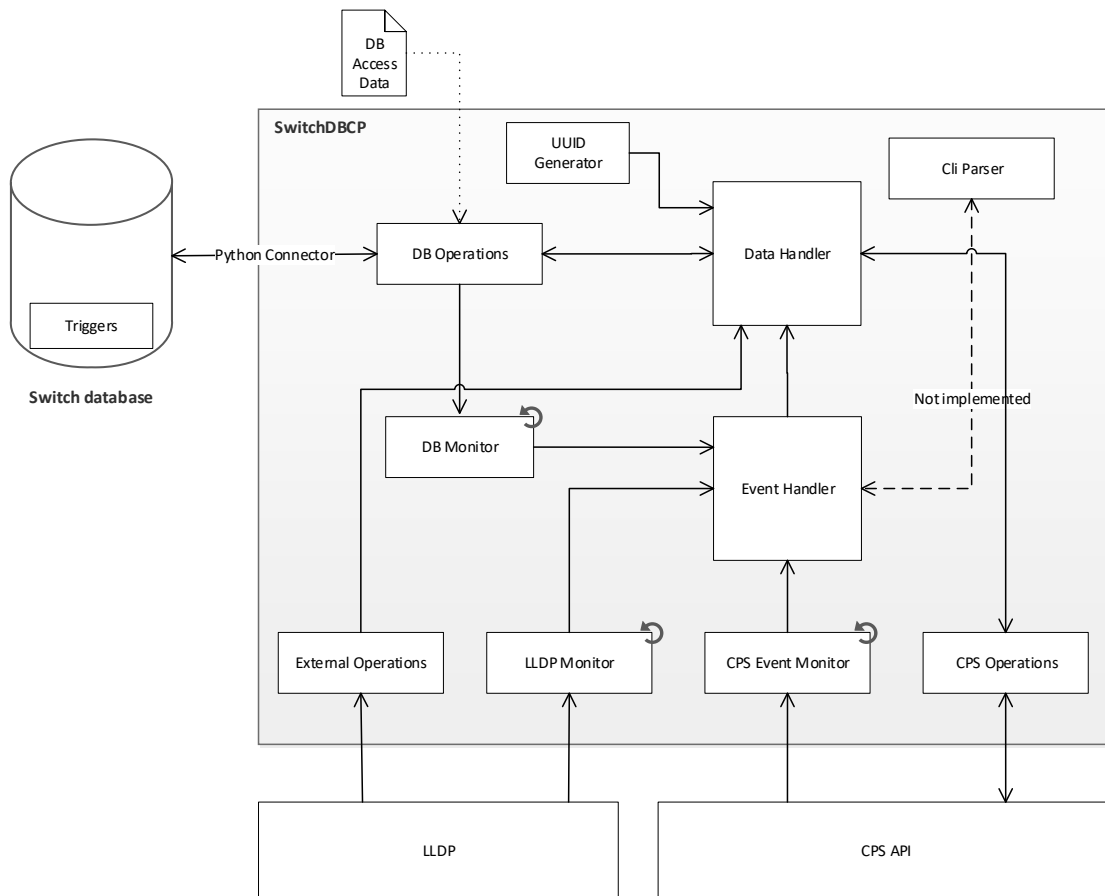 DB
Access
Data
SwitchDBCP
UUID
Generator
Cli Parser
Python Connector
DB Operations
Data Handler
Triggers
Switch database
Not implemented
DB Monitor
Event Handler
External Operations
LLDP Monitor
CPS Event Monitor
CPS Operations
LLDP
CPS API